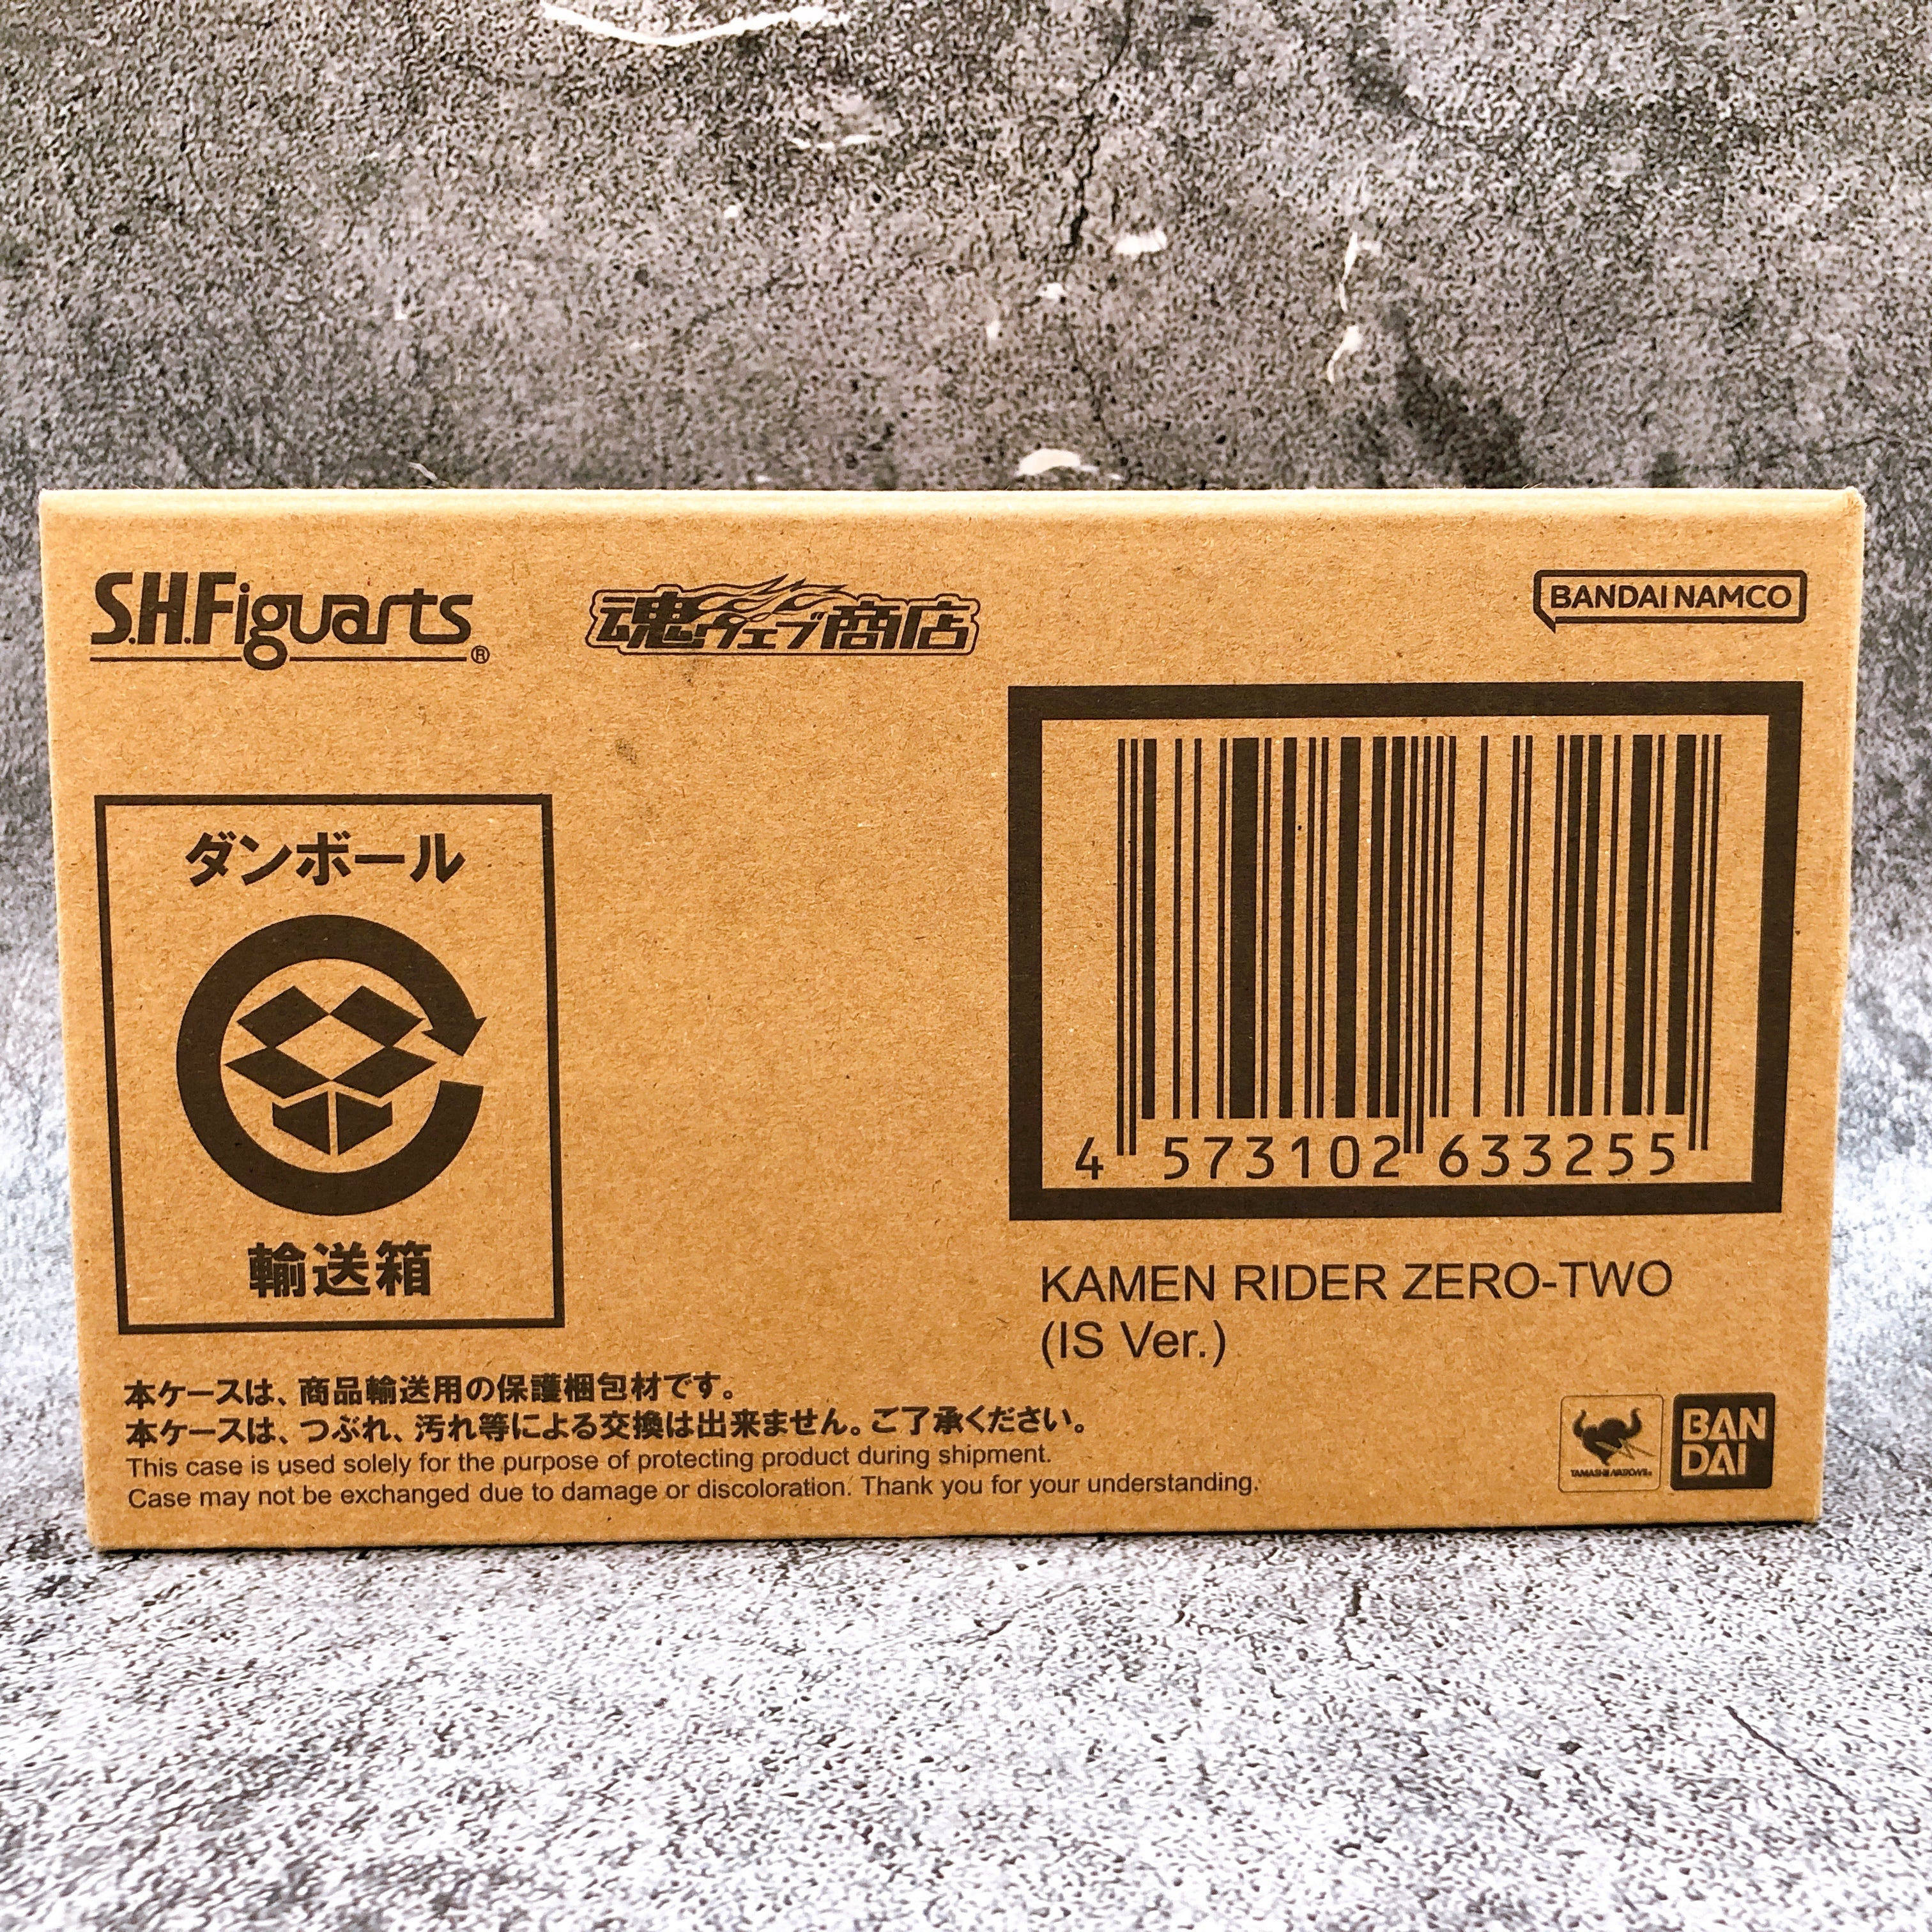 S.H.Figuarts®
魂ウェブ商店
BANDAI NAMCO
ダンボール
輸送箱
4 573102 633255
KAMEN RIDER ZERO-TWO
(IS Ver.)
本ケースは、商品輸送用の保護梱包材です。
本ケースは、つぶれ、汚れ等による交換は出来ません。ご了承ください。
This case is used solely for the purpose of protecting product during shipment.
Case may not be exchanged due to damage or discoloration. Thank you for your understanding.
TAMASHII NATIONS
BAN
DAI